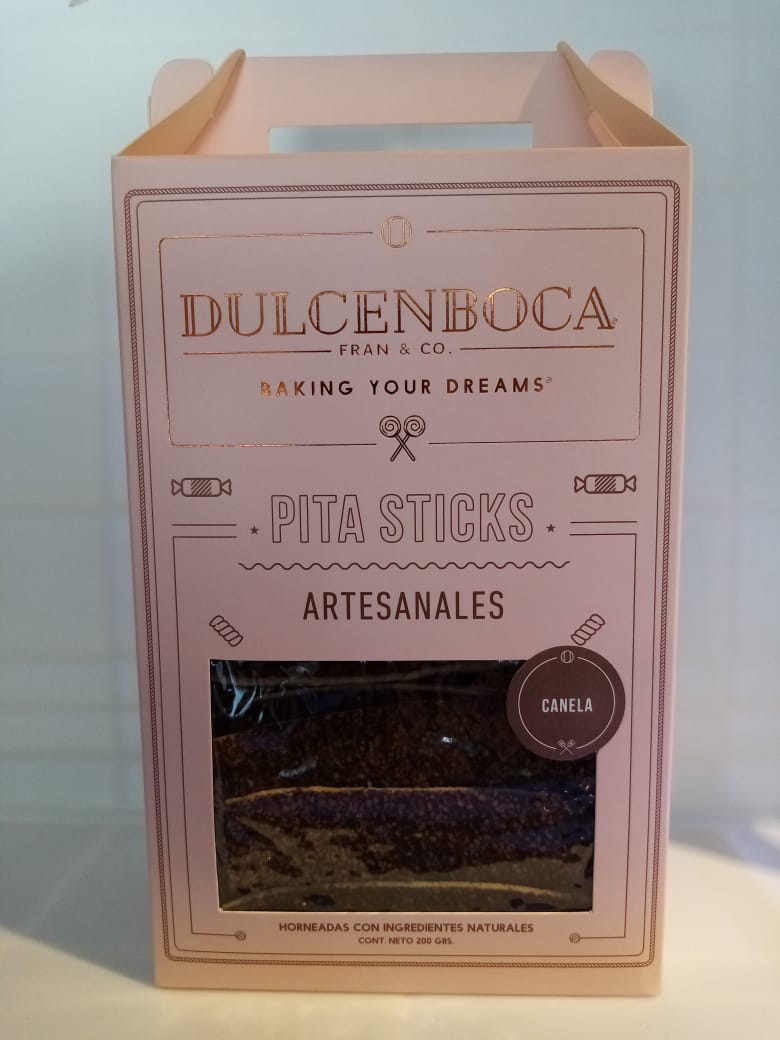 DULCENBOCA
FRAN & CO.
BAKING YOUR DREAMS
PITA STICKS
ARTESANALES
CANELA
HORNEADAS CON INGREDIENTES NATURALES
CONT. NETO 200 GRS.